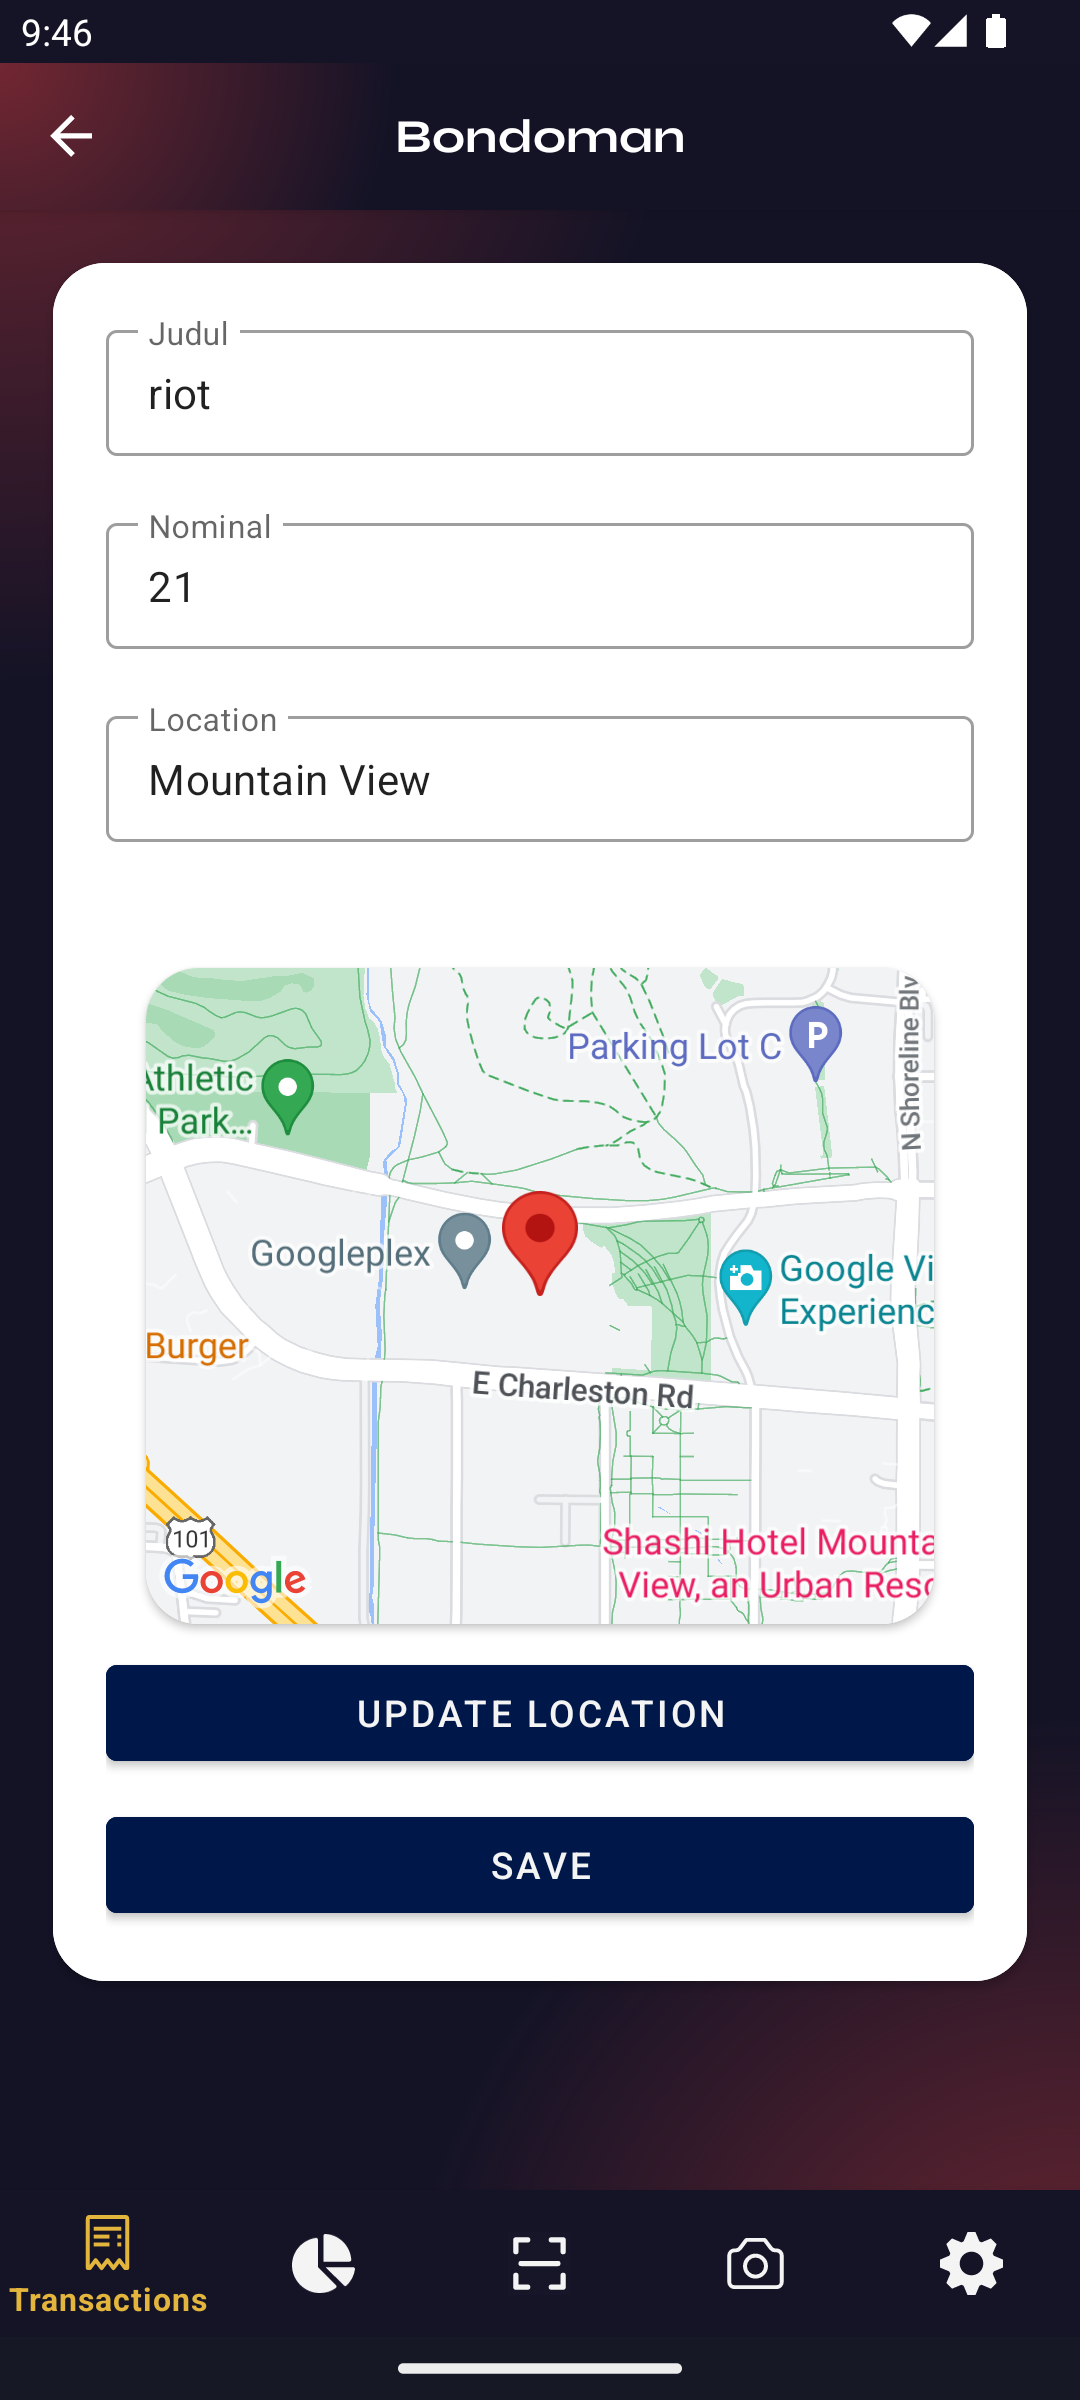 9:46
Bondoman
Judul
riot
Nominal
21
Location
Mountain View
Athletic
Park...
Parking Lot C
P
N Shoreline Blv
Googleplex
Google Vi
Experienc
Burger
E Charleston Rd
101
Google
Shashi Hotel Mounta
View, an Urban Reso
UPDATE LOCATION
SAVE
Transactions